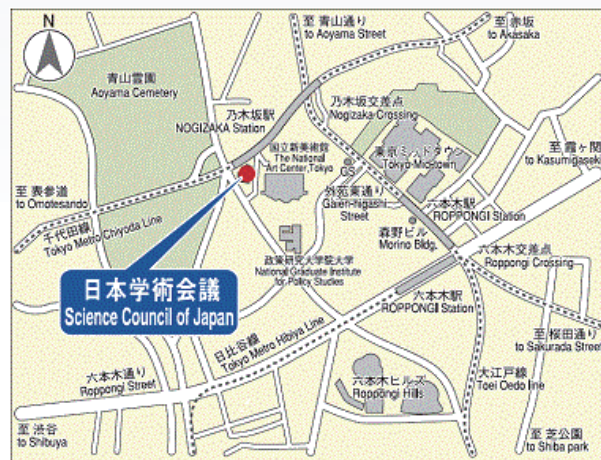 N
至 青山通り
to Aoyama Street
至 赤坂
to Akasaka
青山霊園
Aoyama Cemetery
乃木坂駅
NOGIZAKA Station
乃木坂交差点
Nogizaka Crossing
国立新美術館
The National
Art Center,Tokyo
東京ミッドタウン
Tokyo Mid-town
至 霞ヶ関
to Kasumigaseki
GS
至 表参道
to Omotesando
外苑東通り
Gaien-higashi
Street
六本木駅
ROPPONGI Station
千代田線
Tokyo Metro Chiyoda Line
森野ビル
Morino Bldg.
六本木交差点
Roppongi Crossing
政策研究大学院大学
National Graduate Institute
for Policy Studies
日本学術会議
Science Council of Japan
六本木駅
ROPPONGI Station
日比谷線
Tokyo Metro Hibiya Line
至 桜田通り
to Sakurada Street
六本木通り
Roppongi Street
六本木ヒルズ
Roppongi Hills
大江戸線
Toei Oedo line
至 渋谷
to Shibuya
至 芝公園
to Shiba park